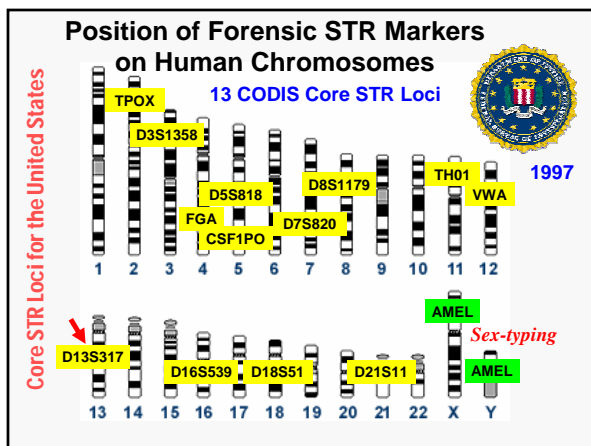 Position of Forensic STR Markers
on Human Chromosomes
13 CODIS Core STR Loci
1997
Core STR Loci for the United States
TPOX
D3S1358
D8S1179
TH01
VWA
D5S818
FGA
D7S820
CSF1PO
1 2 3 4 5 6 7 8 9 10 11 12
AMEL
Sex-typing
D13S317
D16S539
D18S51
D21S11
AMEL
13 14 15 16 17 18 19 20 21 22 X Y